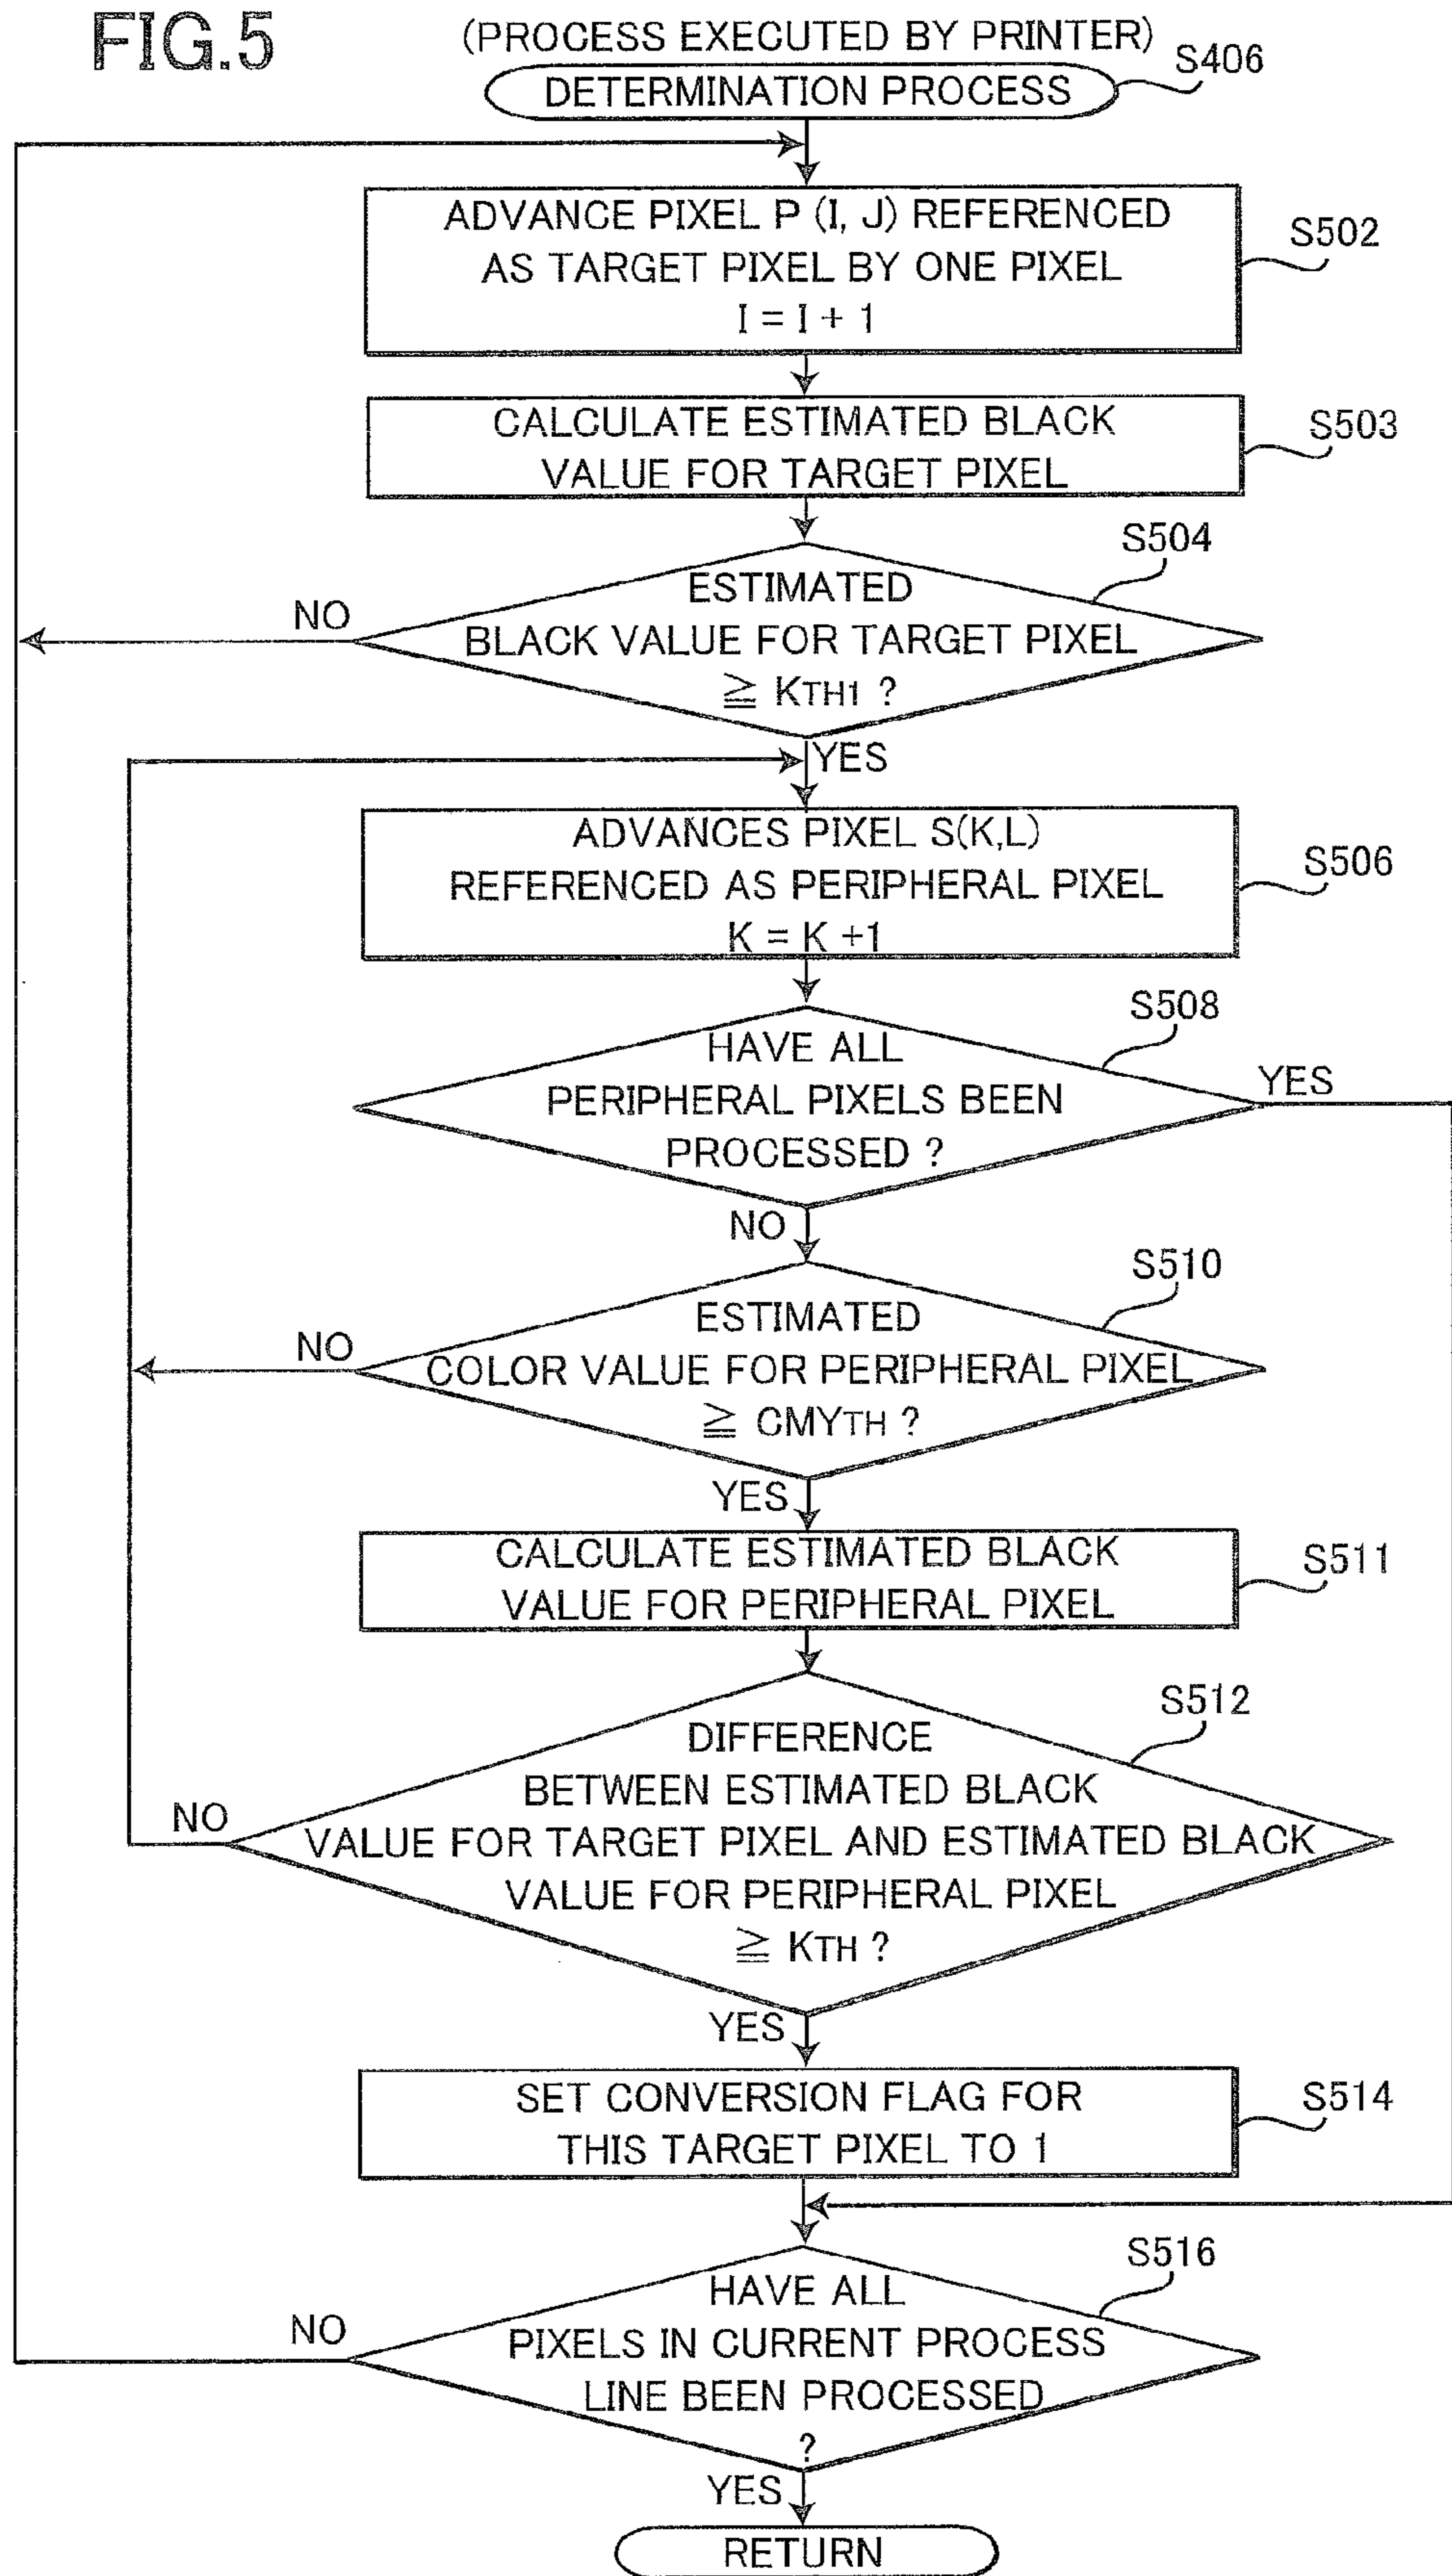 FIG.5
(PROCESS EXECUTED BY PRINTER)
DETERMINATION PROCESS
S406
ADVANCE PIXEL P (I, J) REFERENCED
AS TARGET PIXEL BY ONE PIXEL
I = I + 1
S502
CALCULATE ESTIMATED BLACK
VALUE FOR TARGET PIXEL
S503
S504
ESTIMATED
BLACK VALUE FOR TARGET PIXEL
≧ KTH1 ?
NO
YES
ADVANCES PIXEL S(K,L)
REFERENCED AS PERIPHERAL PIXEL
K = K +1
S506
S508
HAVE ALL
PERIPHERAL PIXELS BEEN
PROCESSED ?
YES
NO
S510
ESTIMATED
COLOR VALUE FOR PERIPHERAL PIXEL
≧ CMYTH ?
NO
YES
CALCULATE ESTIMATED BLACK
VALUE FOR PERIPHERAL PIXEL
S511
S512
DIFFERENCE
BETWEEN ESTIMATED BLACK
VALUE FOR TARGET PIXEL AND ESTIMATED BLACK
VALUE FOR PERIPHERAL PIXEL
≧ KTH ?
NO
YES
SET CONVERSION FLAG FOR
THIS TARGET PIXEL TO 1
S514
S516
HAVE ALL
PIXELS IN CURRENT PROCESS
LINE BEEN PROCESSED
?
NO
YES
RETURN